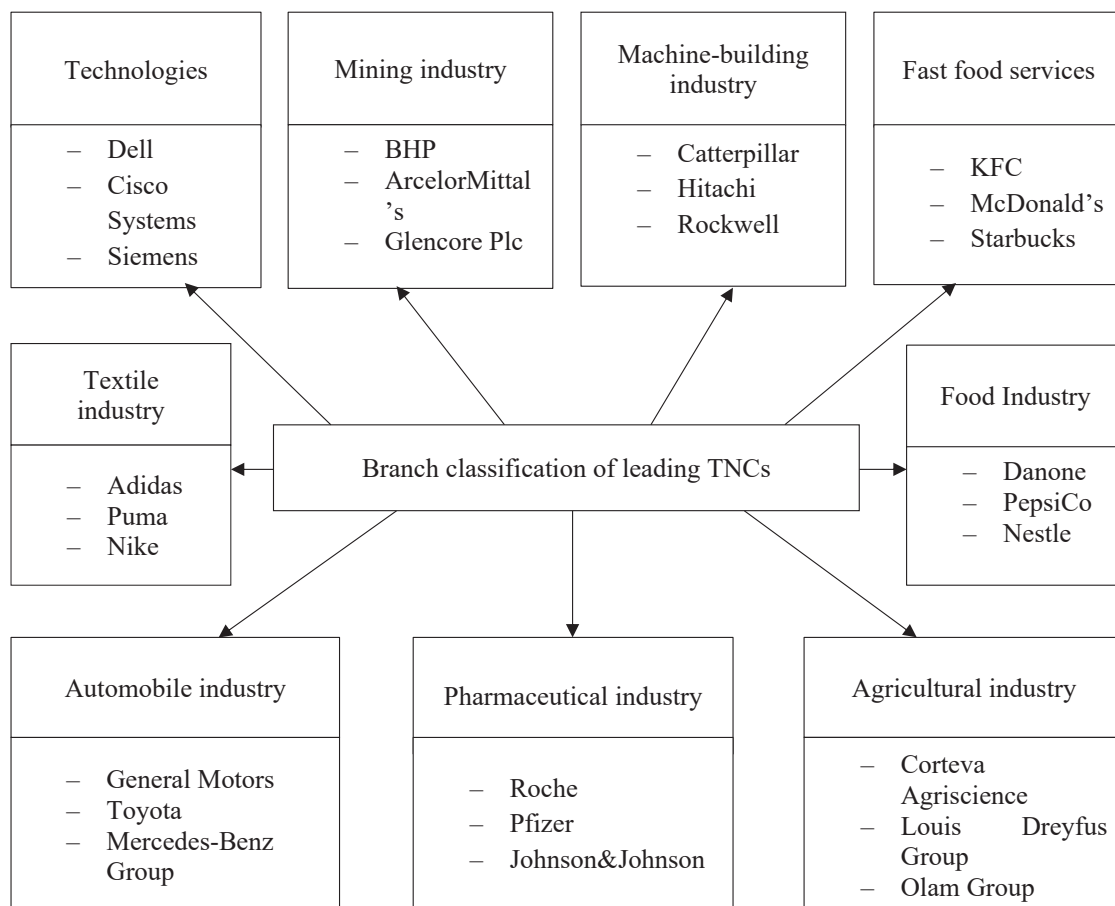 Technologies
– Dell
– Cisco
Systems
– Siemens
Mining industry
– BHP
– ArcelorMittal
’s
– Glencore Plc
Machine-building
industry
– Catterpillar
– Hitachi
– Rockwell
Fast food services
– KFC
– McDonald’s
– Starbucks
Textile
industry
– Adidas
– Puma
– Nike
Branch classification of leading TNCs
Food Industry
– Danone
– PepsiCo
– Nestle
Automobile industry
– General Motors
– Toyota
– Mercedes-Benz
Group
Pharmaceutical industry
– Roche
– Pfizer
– Johnson&Johnson
Agricultural industry
– Corteva
Agriscience
– Louis Dreyfus
Group
– Olam Group